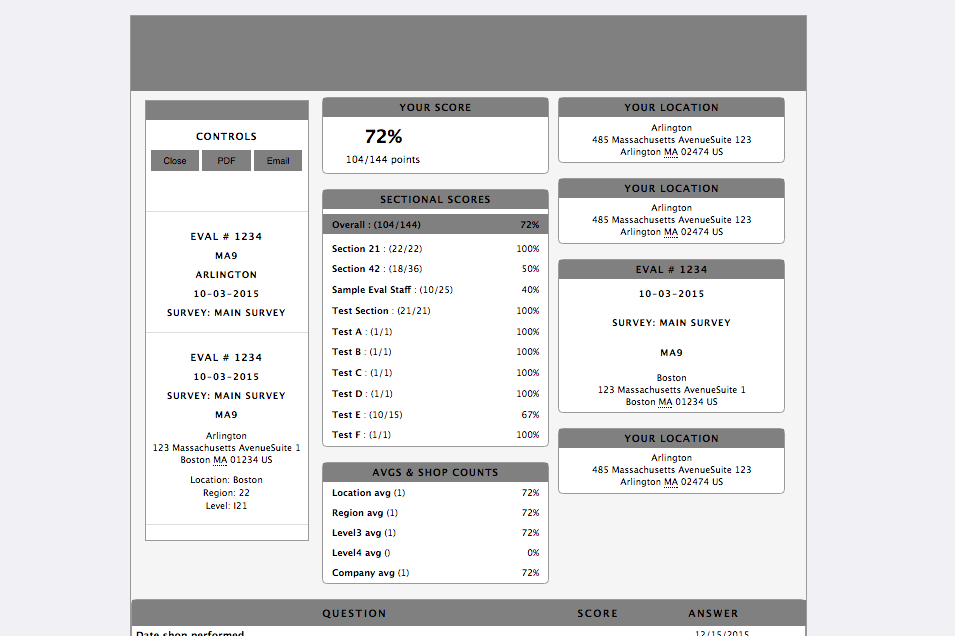 CONTROLS
Close PDF Email
EVAL # 1234
MA9
ARLINGTON
10-03-2015
SURVEY: MAIN SURVEY
EVAL # 1234
10-03-2015
SURVEY: MAIN SURVEY
MA9
Arlington
123 Massachusetts AvenueSuite 1
Boston MA 01234 US
Location: Boston
Region: 22
Level: I21
YOUR SCORE
72%
104/144 points
SECTIONAL SCORES
Overall : (104/144) 72%
Section 21 : (22/22) 100%
Section 42 : (18/36) 50%
Sample Eval Staff : (10/25) 40%
Test Section : (21/21) 100%
Test A : (1/1) 100%
Test B : (1/1) 100%
Test C : (1/1) 100%
Test D : (1/1) 100%
Test E : (10/15) 67%
Test F : (1/1) 100%
AVGS & SHOP COUNTS
Location avg (1) 72%
Region avg (1) 72%
Level3 avg (1) 72%
Level4 avg () 0%
Company avg (1) 72%
YOUR LOCATION
Arlington
485 Massachusetts AvenueSuite 123
Arlington MA 02474 US
YOUR LOCATION
Arlington
485 Massachusetts AvenueSuite 123
Arlington MA 02474 US
EVAL # 1234
10-03-2015
SURVEY: MAIN SURVEY
MA9
Boston
123 Massachusetts AvenueSuite 1
Boston MA 01234 US
YOUR LOCATION
Arlington
485 Massachusetts AvenueSuite 123
Arlington MA 02474 US
QUESTION SCORE ANSWER
Date shop performed 12/15/2015